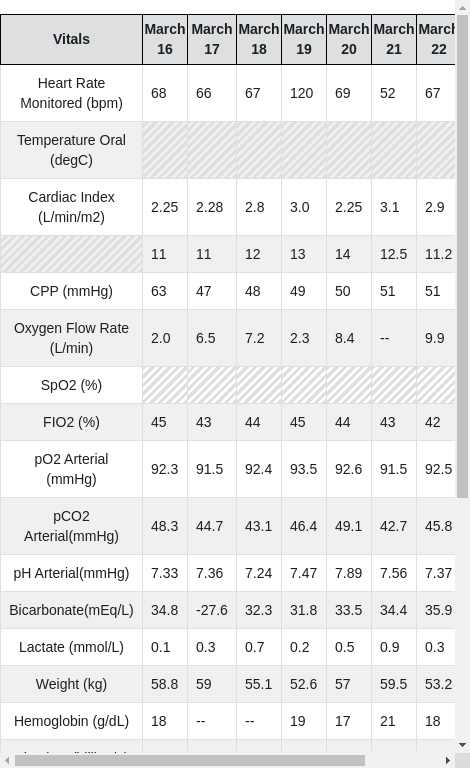 Vitals March 16 March 17 March 18 March 19 March 20 March 21 March 22
Heart Rate Monitored (bpm) 68 66 67 120 69 52 67
Temperature Oral (degC)
Cardiac Index (L/min/m2) 2.25 2.28 2.8 3.0 2.25 3.1 2.9
11 11 12 13 14 12.5 11.2
CPP (mmHg) 63 47 48 49 50 51 51
Oxygen Flow Rate (L/min) 2.0 6.5 7.2 2.3 8.4 -- 9.9
SpO2 (%)
FIO2 (%) 45 43 44 45 44 43 42
pO2 Arterial (mmHg) 92.3 91.5 92.4 93.5 92.6 91.5 92.5
pCO2 Arterial(mmHg) 48.3 44.7 43.1 46.4 49.1 42.7 45.8
pH Arterial(mmHg) 7.33 7.36 7.24 7.47 7.89 7.56 7.37
Bicarbonate(mEq/L) 34.8 -27.6 32.3 31.8 33.5 34.4 35.9
Lactate (mmol/L) 0.1 0.3 0.7 0.2 0.5 0.9 0.3
Weight (kg) 58.8 59 55.1 52.6 57 59.5 53.2
Hemoglobin (g/dL) 18 -- -- 19 17 21 18